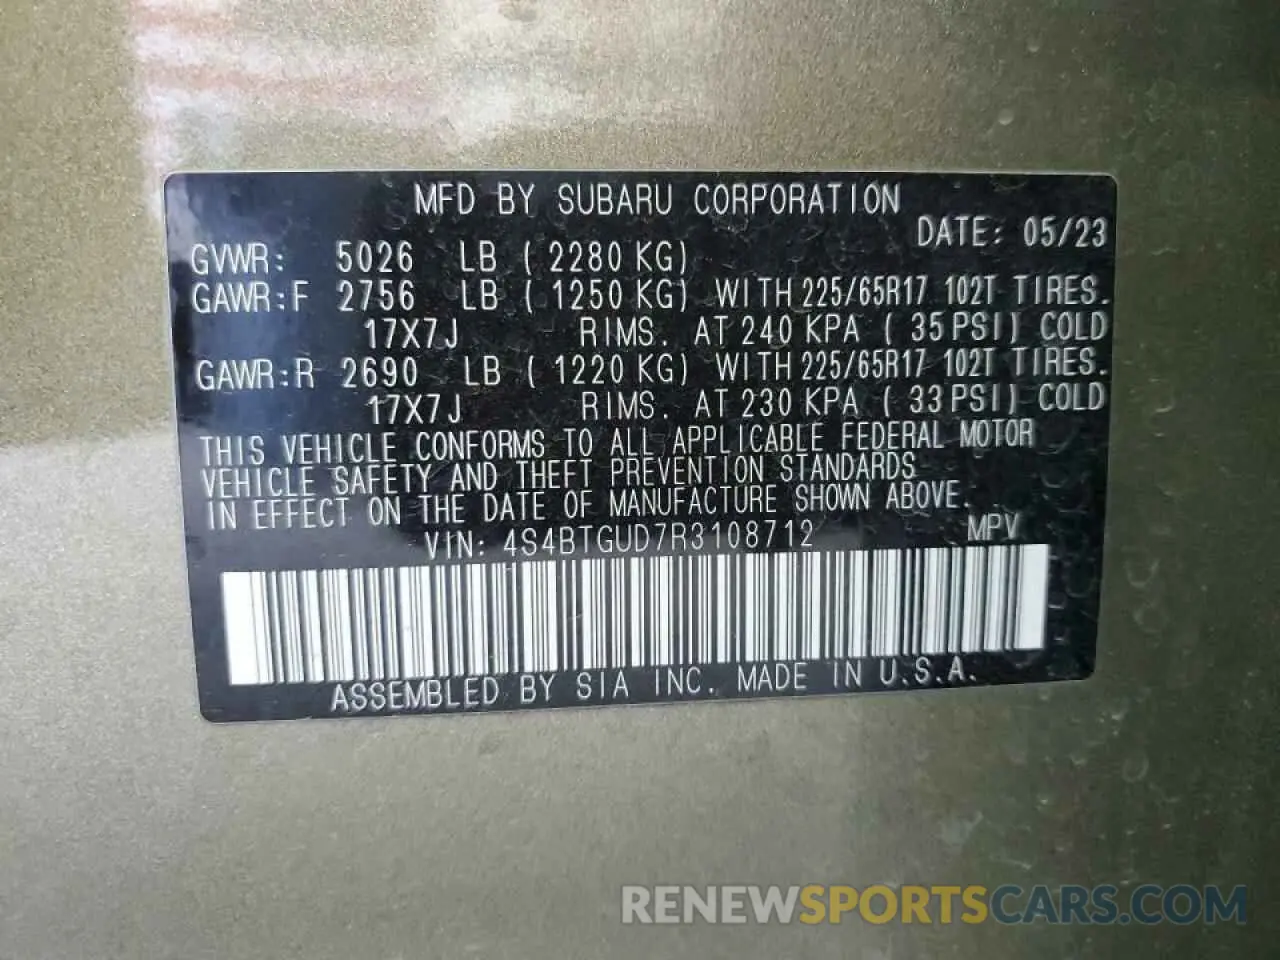 MFD BY SUBARU CORPORATION
DATE: 05/23
GVWR: 5026 LB ( 2280 KG)
GAWR:F 2756 LB ( 1250 KG) WITH 225/65R17 102T TIRES.
17X7J RIMS. AT 240 KPA ( 35 PSI) COLD
GAWR:R 2690 LB ( 1220 KG) WITH 225/65R17 102T TIRES.
17X7J RIMS. AT 230 KPA ( 33 PSI) COLD
THIS VEHICLE CONFORMS TO ALL APPLICABLE FEDERAL MOTOR
VEHICLE SAFETY AND THEFT PREVENTION STANDARDS
IN EFFECT ON THE DATE OF MANUFACTURE SHOWN ABOVE.
VIN: 4S4BTGUD7R3108712 MPV
ASSEMBLED BY SIA INC. MADE IN U.S.A.
RENEWSPORTSCARS.COM